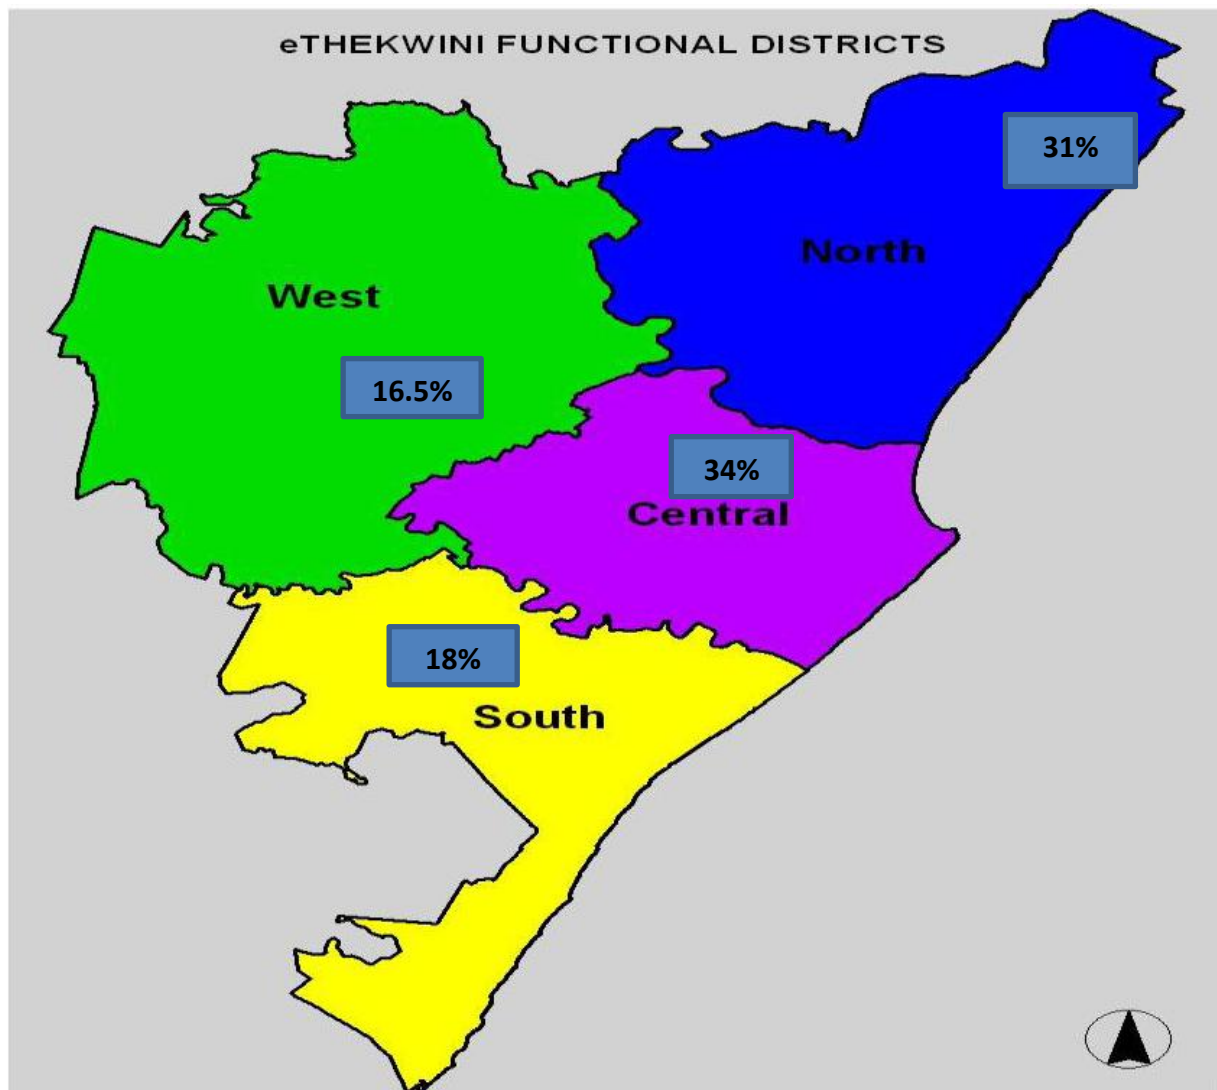 eTHEKWINI FUNCTIONAL DISTRICTS
31%
North
West
16.5%
34%
Central
18%
South